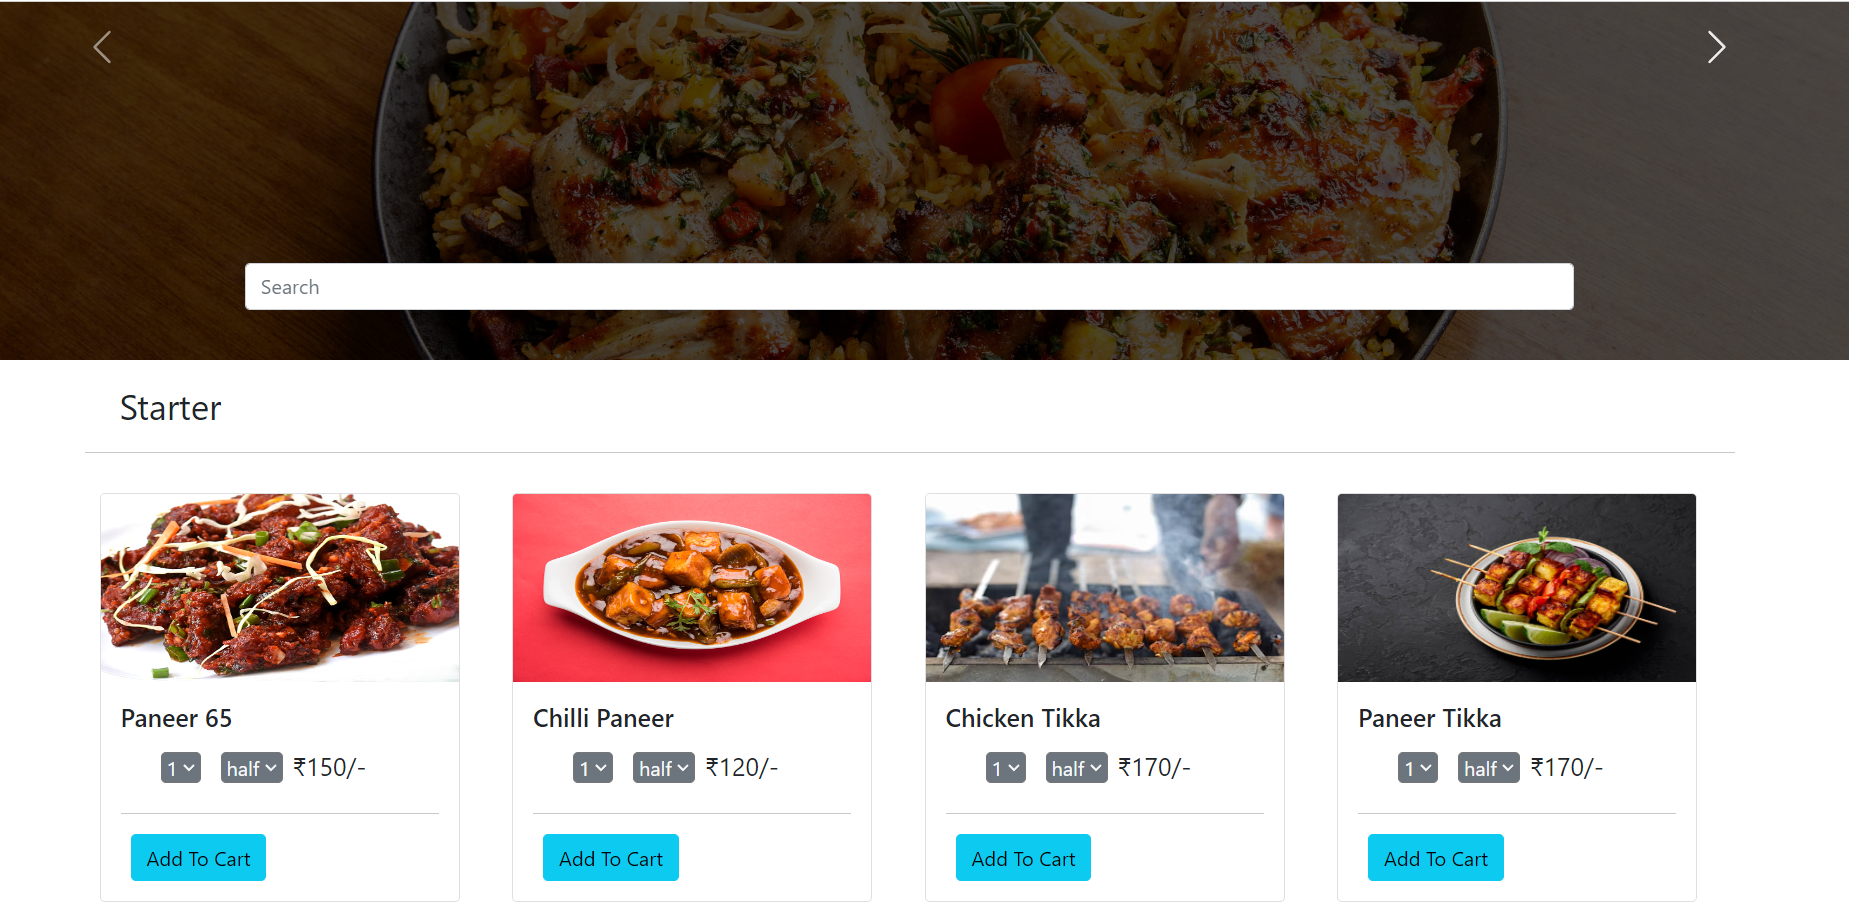 Search
Starter
Paneer 65
1 half ₹150/-
Add To Cart
Chilli Paneer
1 half ₹120/-
Add To Cart
Chicken Tikka
1 half ₹170/-
Add To Cart
Paneer Tikka
1 half ₹170/-
Add To Cart